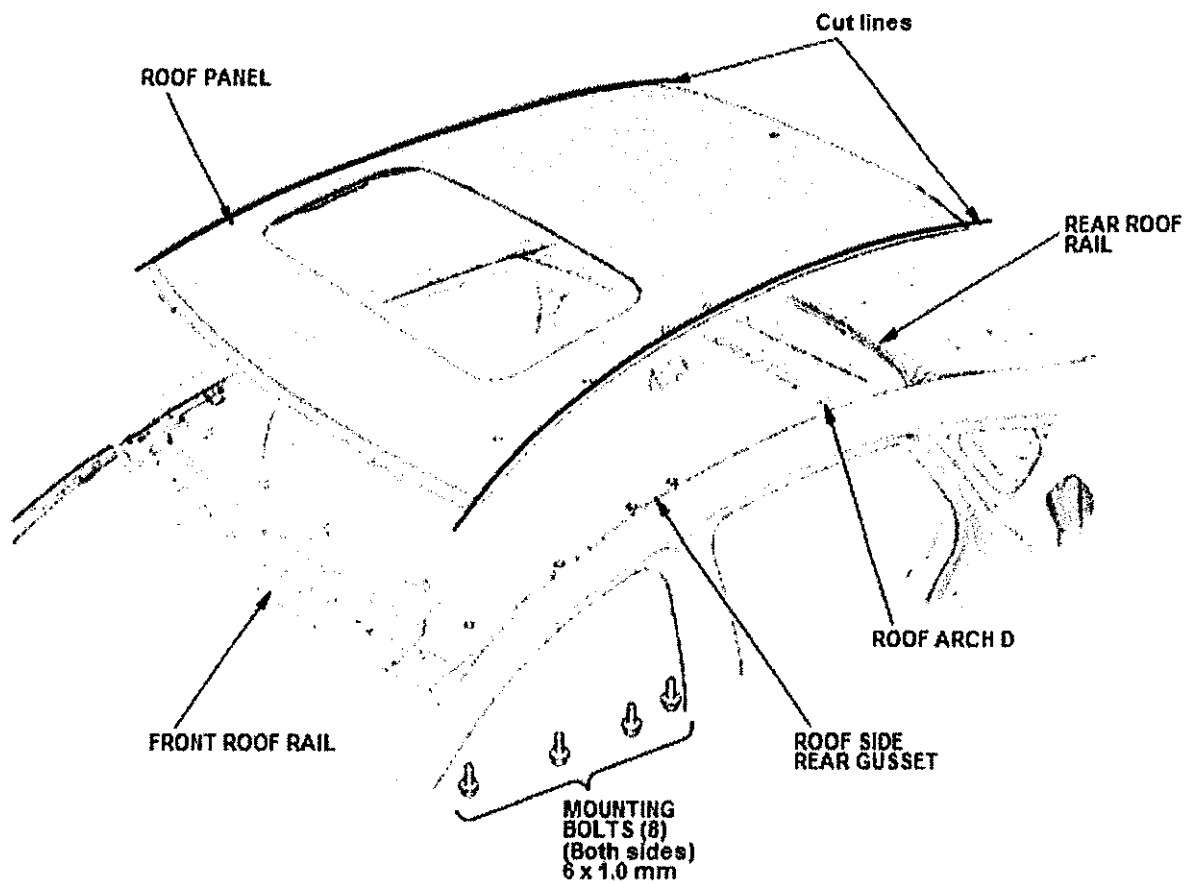 Cut lines
ROOF PANEL
REAR ROOF
RAIL
ROOF ARCH D
FRONT ROOF RAIL
ROOF SIDE
REAR GUSSET
MOUNTING
BOLTS (8)
(Both sides)
6 x 1.0 mm